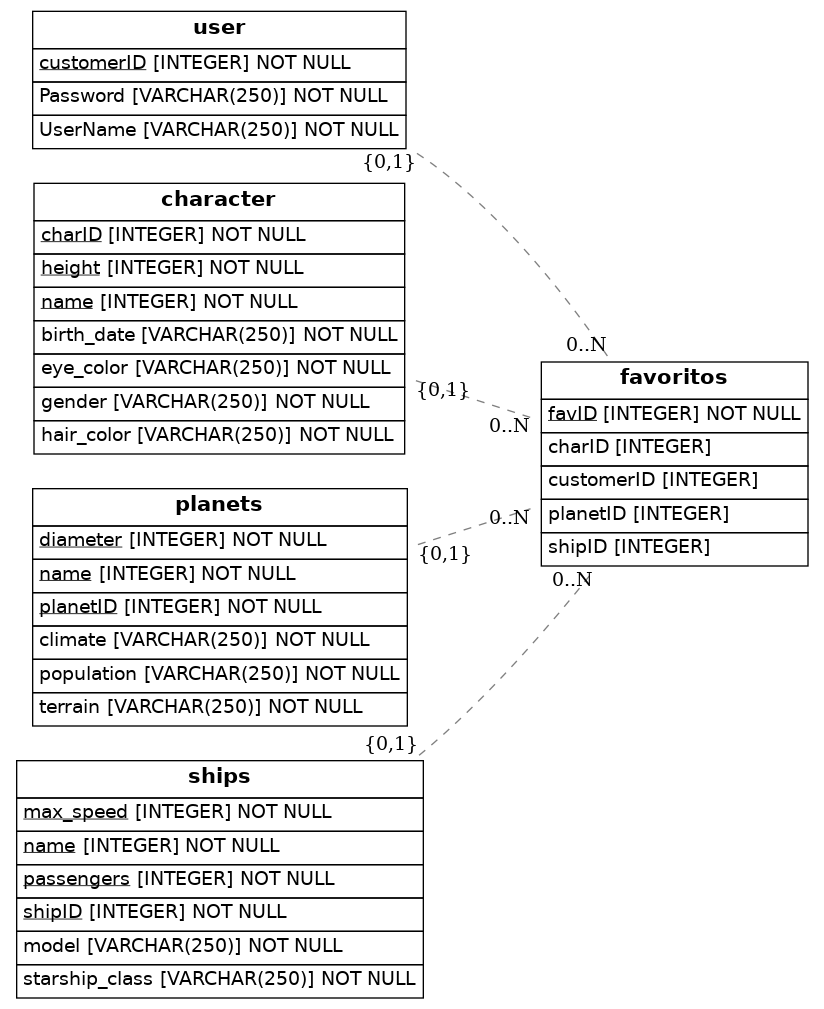 user
customerID [INTEGER] NOT NULL
Password [VARCHAR(250)] NOT NULL
UserName [VARCHAR(250)] NOT NULL
{0,1}
character
charID [INTEGER] NOT NULL
height [INTEGER] NOT NULL
name [INTEGER] NOT NULL
birth_date [VARCHAR(250)] NOT NULL
eye_color [VARCHAR(250)] NOT NULL
gender [VARCHAR(250)] NOT NULL
hair_color [VARCHAR(250)] NOT NULL
{0,1}
planets
diameter [INTEGER] NOT NULL
name [INTEGER] NOT NULL
planetID [INTEGER] NOT NULL
climate [VARCHAR(250)] NOT NULL
population [VARCHAR(250)] NOT NULL
terrain [VARCHAR(250)] NOT NULL
{0,1}
{0,1}
ships
max_speed [INTEGER] NOT NULL
name [INTEGER] NOT NULL
passengers [INTEGER] NOT NULL
shipID [INTEGER] NOT NULL
model [VARCHAR(250)] NOT NULL
starship_class [VARCHAR(250)] NOT NULL
0..N
0..N
0..N
0..N
favoritos
favID [INTEGER] NOT NULL
charID [INTEGER]
customerID [INTEGER]
planetID [INTEGER]
shipID [INTEGER]